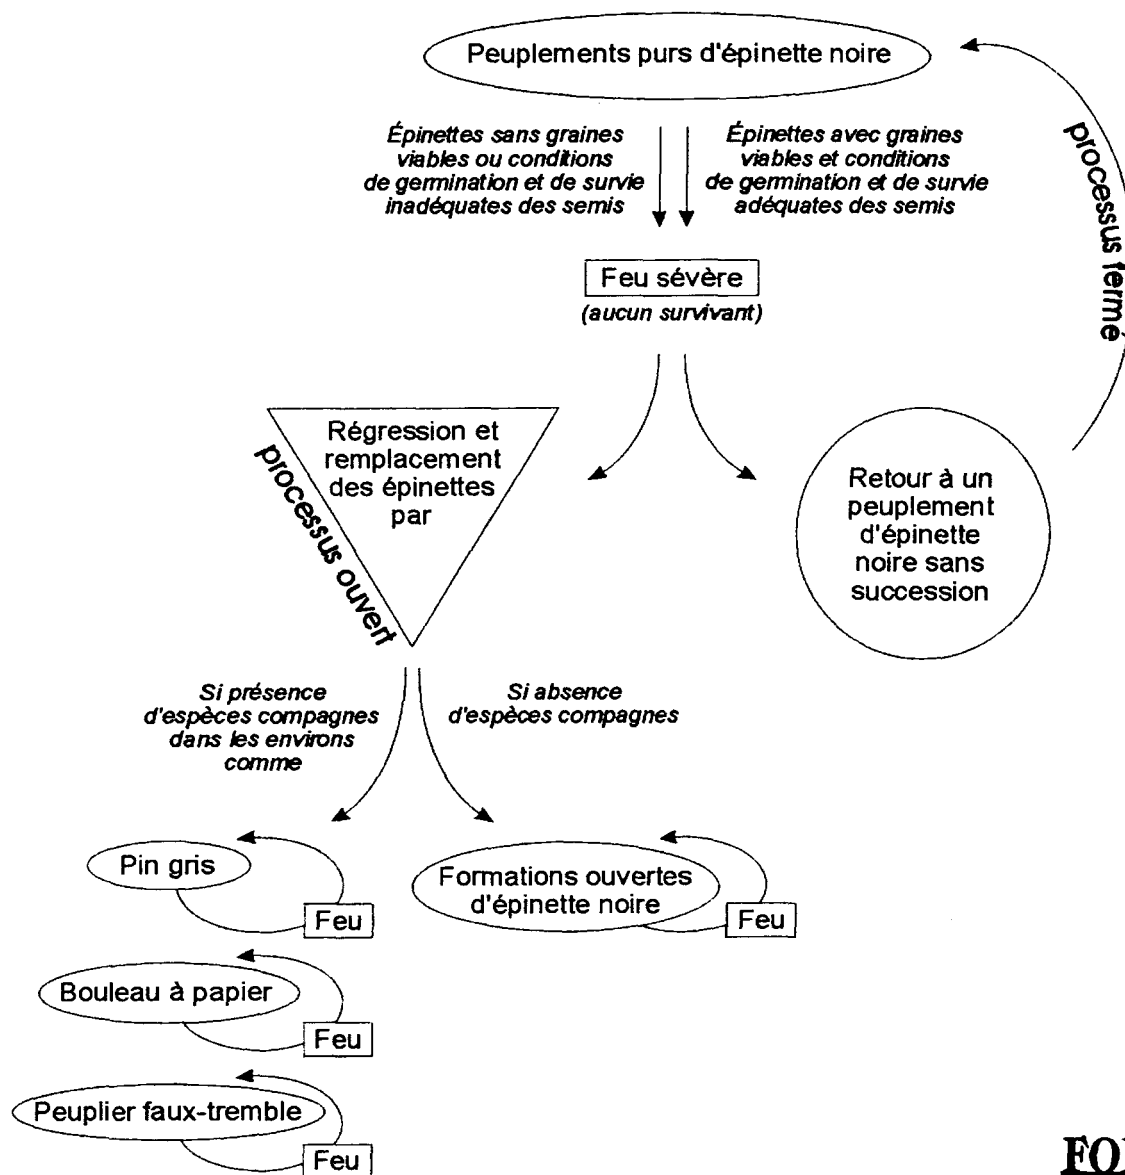 Peuplements purs d'épinette noire
Épinettes sans graines
viables ou conditions
de germination et de survie
inadéquates des semis
Épinettes avec graines
viables et conditions
de germination et de survie
adéquates des semis
processus fermé
Feu sévère
(aucun survivant)
Régression et
remplacement
des épinettes
par
processus ouvert
Retour à un
peuplement
d'épinette
noire sans
succession
Si présence
d'espèces compagnes
dans les environs
comme
Si absence
d'espèces compagnes
Pin gris
Feu
Formations ouvertes
d'épinette noire
Feu
Bouleau à papier
Feu
Peuplier faux-tremble
Feu